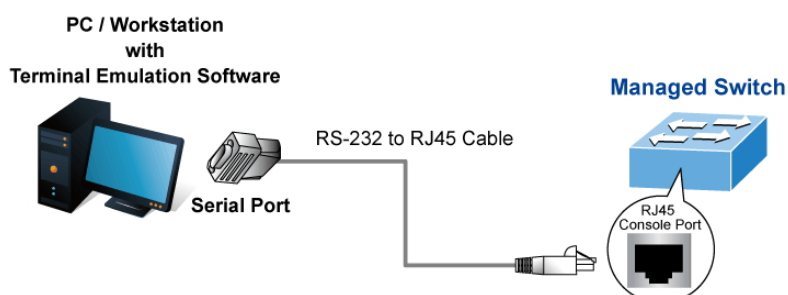 PC / Workstation
with
Terminal Emulation Software
Managed Switch
RS-232 to RJ45 Cable
Serial Port
RJ45
Console Port